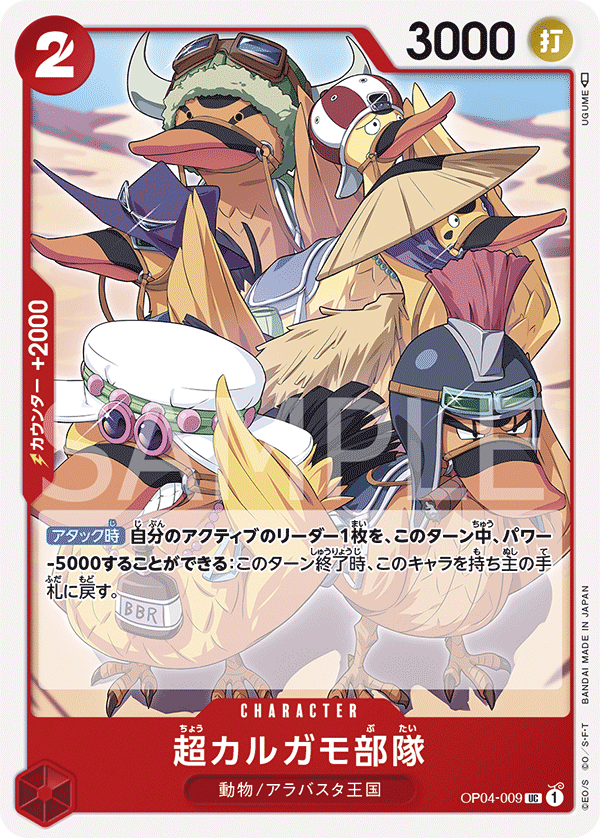 2
3000
打
UGUME
カウンター +2000
SAMPLE
アタック時 自分のアクティブのリーダー1枚を、このターン中、パワー
-5000することができる:このターン終了時、このキャラを持ち主の手
札に戻す。
BBR
CHARACTER
超カルガモ部隊
動物/アラバスタ王国
OP04-009 UC 1
©E.O/S ©O/S・F・T BANDAI MADE IN JAPAN